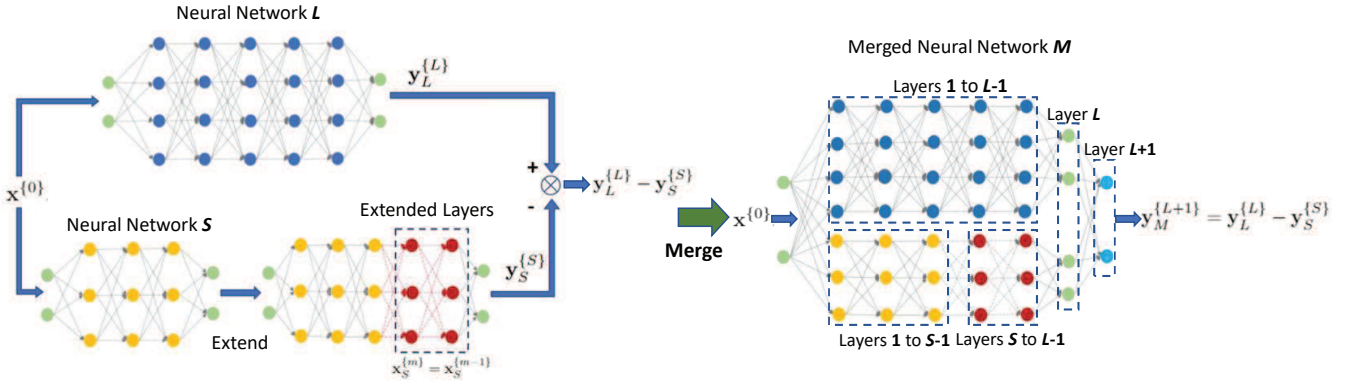 Neural Network L
y_L^{L}
x^{0}
+
-
y_L^{L} − y_S^{S}
Neural Network S
Extended Layers
y_S^{S}
Extend
x_S^{m} = x_S^{m−1}
Merge
Merged Neural Network M
Layers 1 to L-1
Layer L
Layer L+1
x^{0}
y_M^{L+1} = y_L^{L} − y_S^{S}
Layers 1 to S-1
Layers S to L-1